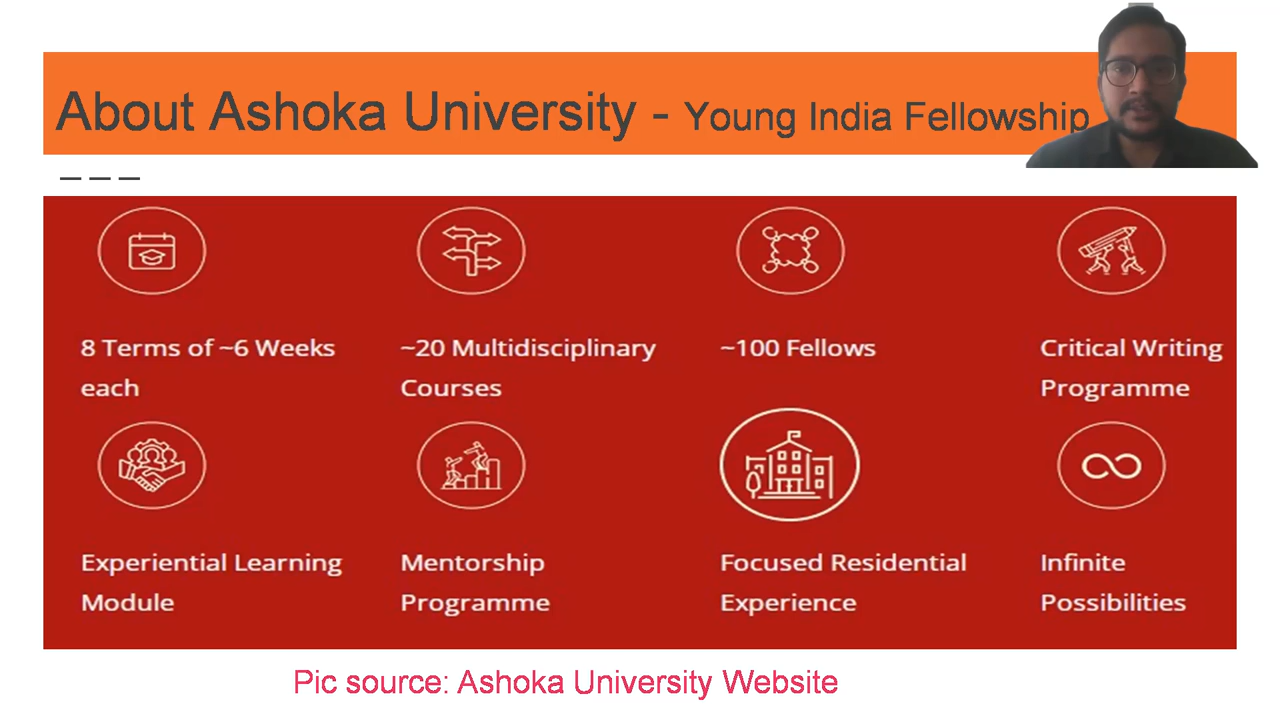 About Ashoka University - Young India Fellowship
8 Terms of ~6 Weeks each
~20 Multidisciplinary Courses
~100 Fellows
Critical Writing Programme
Experiential Learning Module
Mentorship Programme
Focused Residential Experience
Infinite Possibilities
Pic source: Ashoka University Website